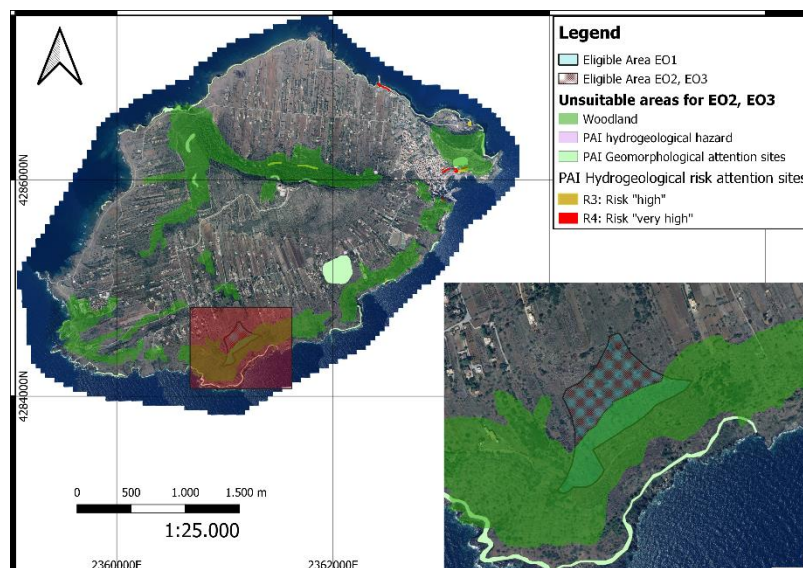 Legend
Eligible Area EO1
Eligible Area EO2, EO3
Unsuitable areas for EO2, EO3
Woodland
PAI hydrogeological hazard
PAI Geomorphological attention sites
PAI Hydrogeological risk attention sites
R3: Risk "high"
R4: Risk "very high"
4286000N
4284000N
0 500 1.000 1.500 m
1:25.000
2360000E 2362000E